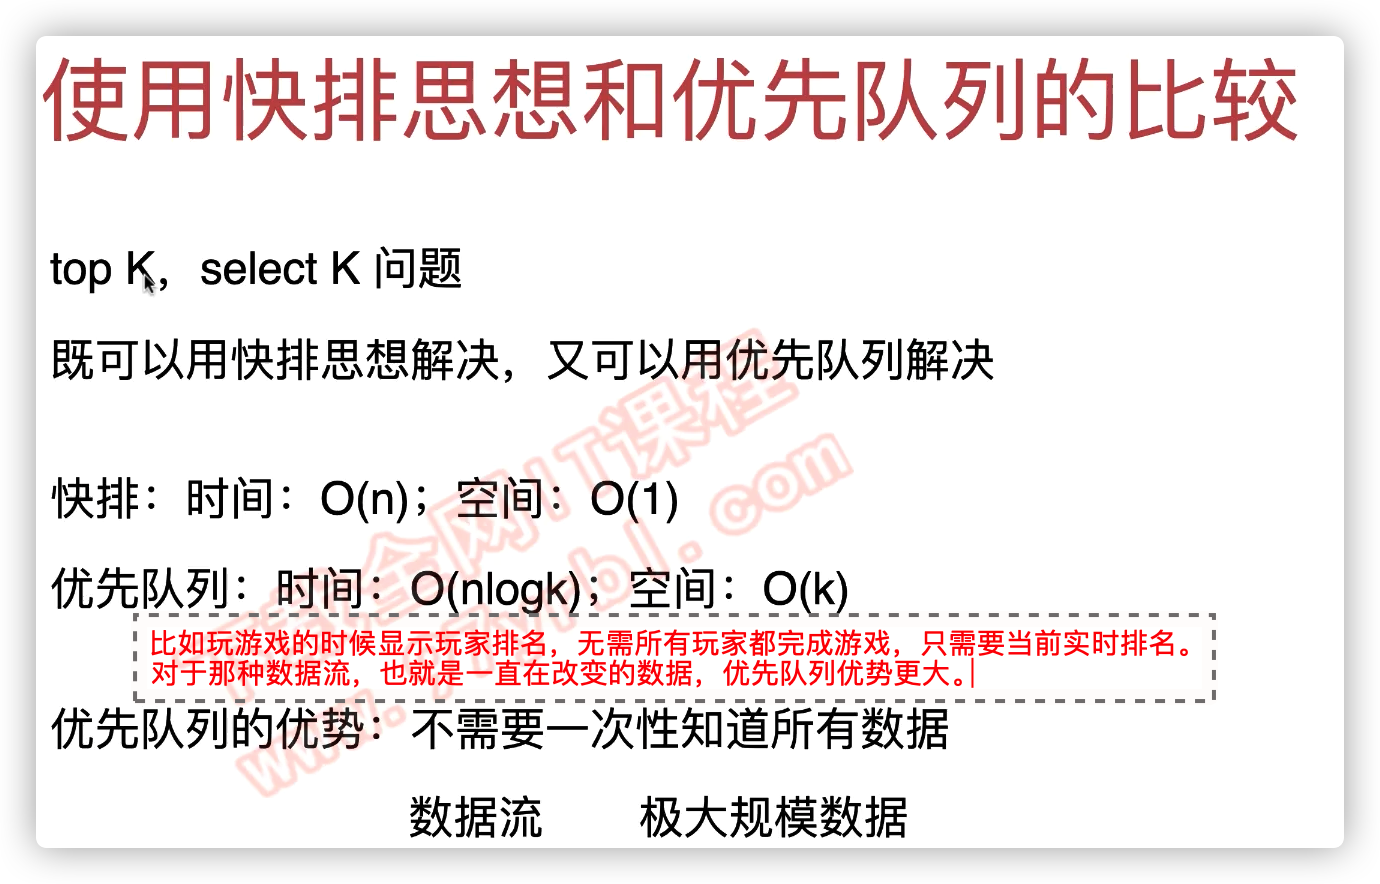 使用快排思想和优先队列的比较
top K，select K 问题
既可以用快排思想解决，又可以用优先队列解决
快排：时间：O(n)；空间：O(1)
优先队列：时间：O(nlogk)；空间：O(k)
比如玩游戏的时候显示玩家排名，无需所有玩家都完成游戏，只需要当前实时排名。
对于那种数据流，也就是一直在改变的数据，优先队列优势更大。
优先队列的优势：不需要一次性知道所有数据
数据流 极大规模数据